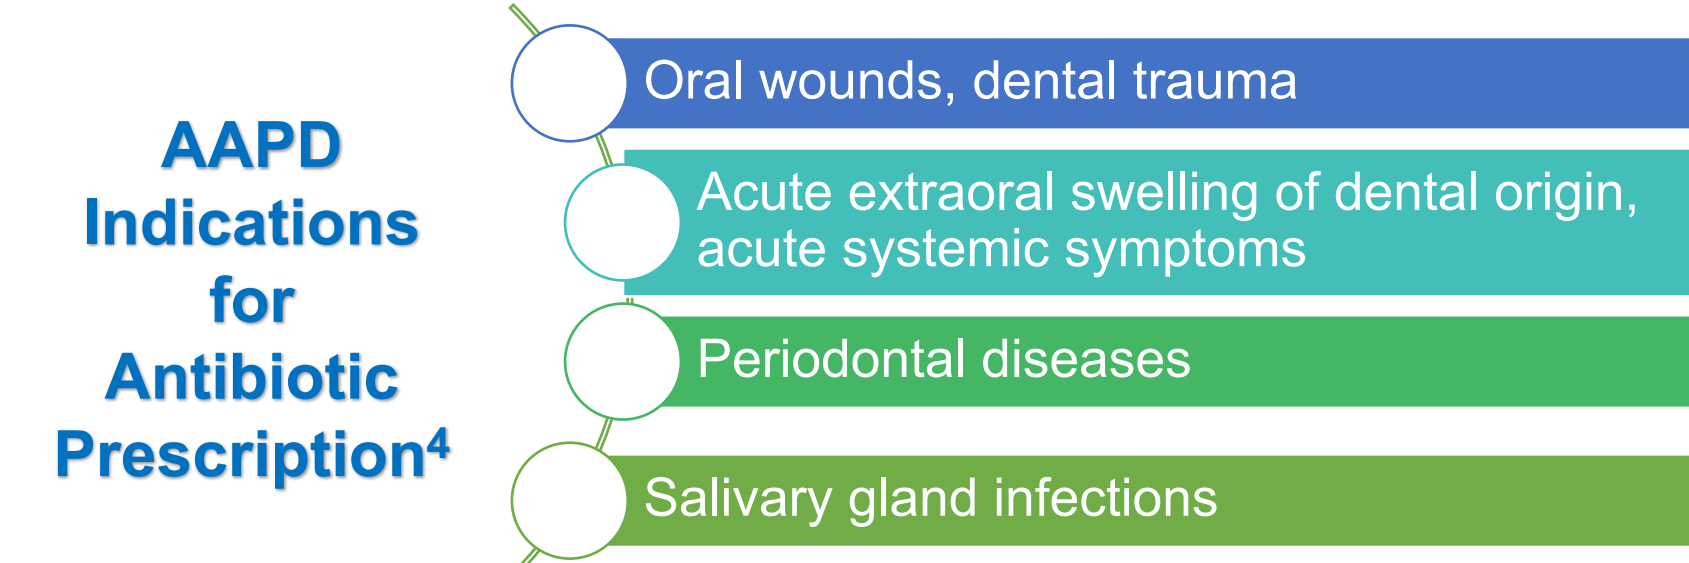 AAPD
Indications
for
Antibiotic
Prescription⁴
Oral wounds, dental trauma
Acute extraoral swelling of dental origin,
acute systemic symptoms
Periodontal diseases
Salivary gland infections